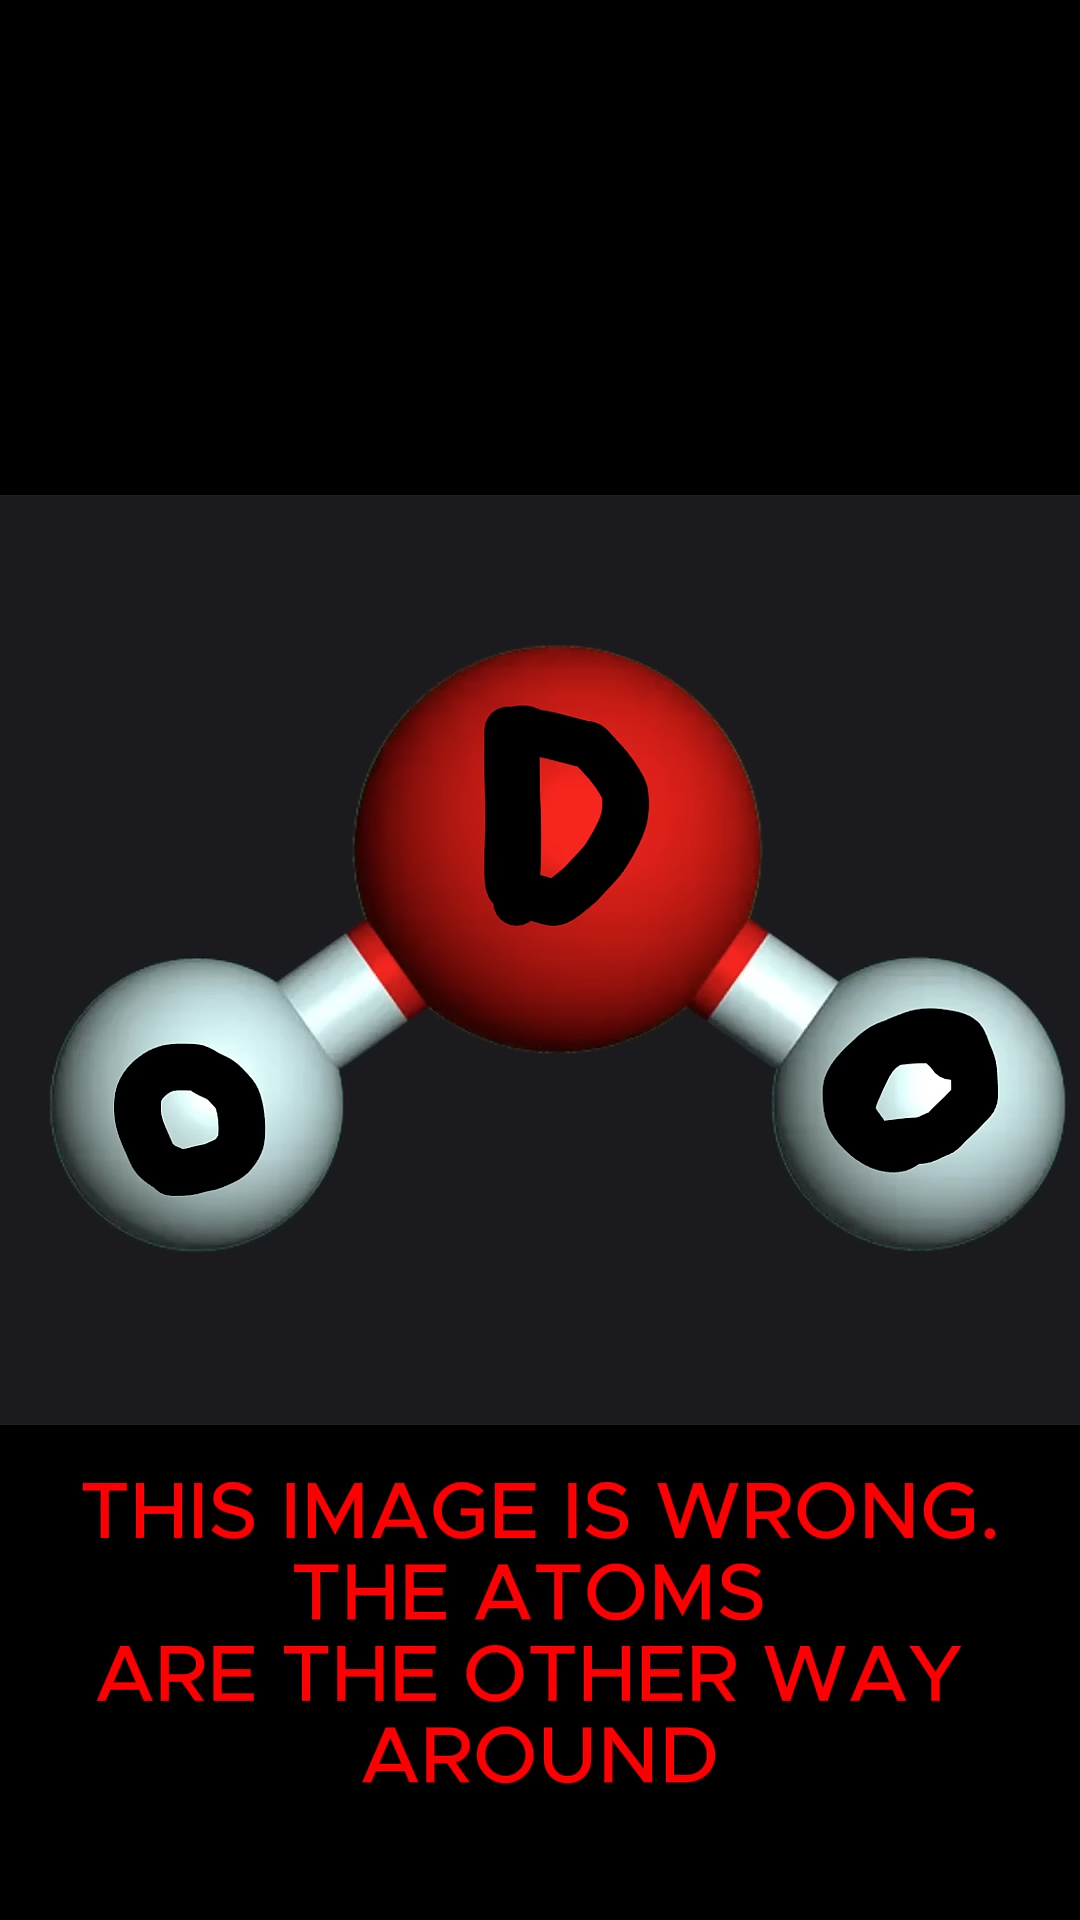 D
O O
THIS IMAGE IS WRONG.
THE ATOMS
ARE THE OTHER WAY
AROUND